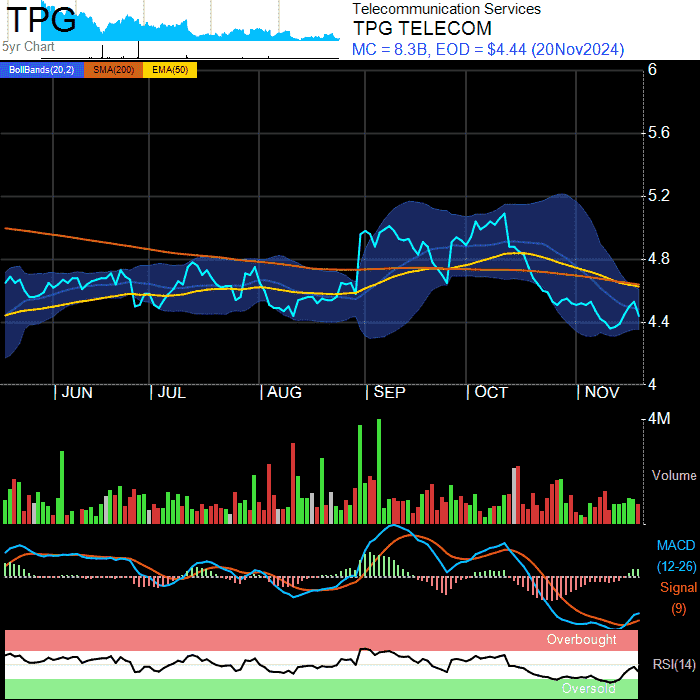 TPG
5yr Chart
Telecommunication Services
TPG TELECOM
MC = 8.3B, EOD = $4.44 (20Nov2024)
BollBands(20,2) SMA(200) EMA(50)
6
5.6
5.2
4.8
4.4
4
JUN JUL AUG SEP OCT NOV
4M
Volume
MACD
(12-26)
Signal
(9)
Overbought
RSI(14)
Oversold